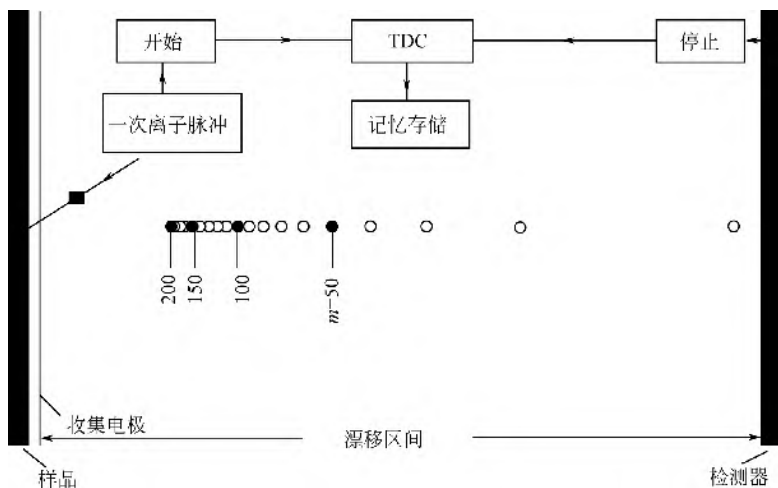 开始
TDC
停止
一次离子脉冲
记忆存储
200
150
100
m=50
收集电极
漂移区间
样品
检测器